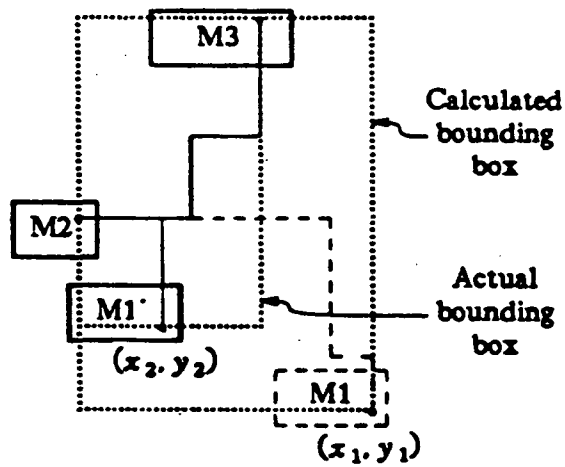 M3
Calculated
bounding
box
M2
Actual
bounding
box
M1'
(x₂, y₂)
M1
(x₁, y₁)